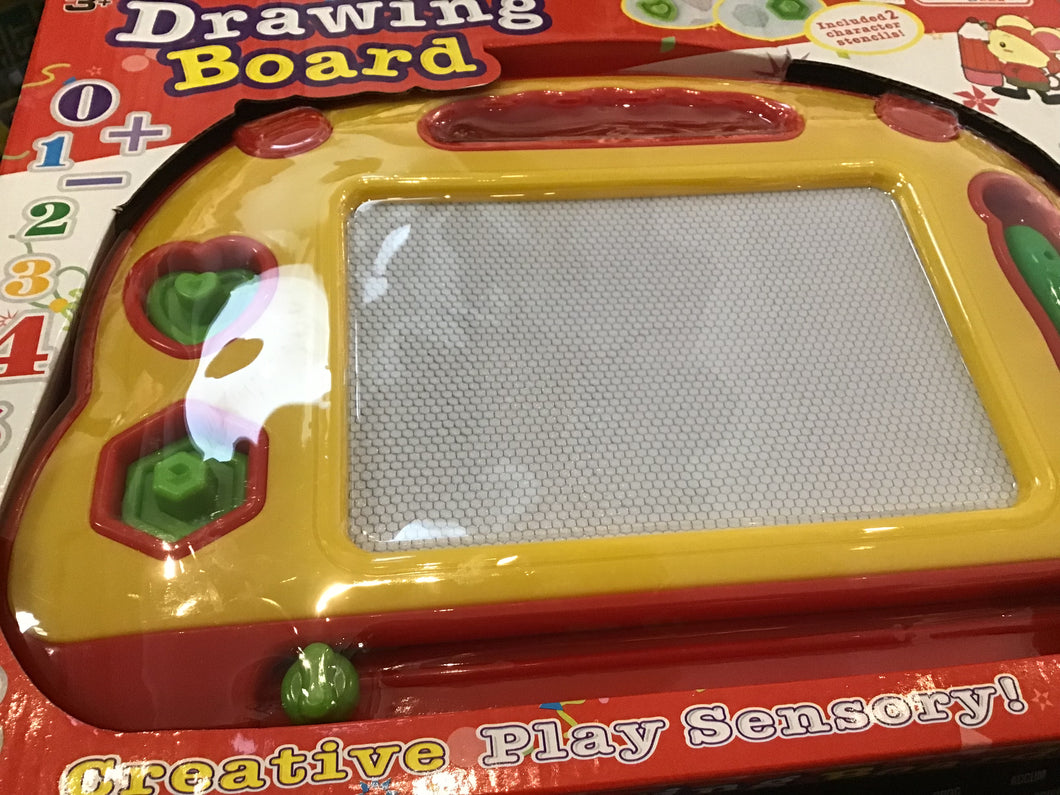 3+
Drawing
Board
Included 2
character
stencils!
0
+
1
-
2
3
4
Creative Play Sensory!